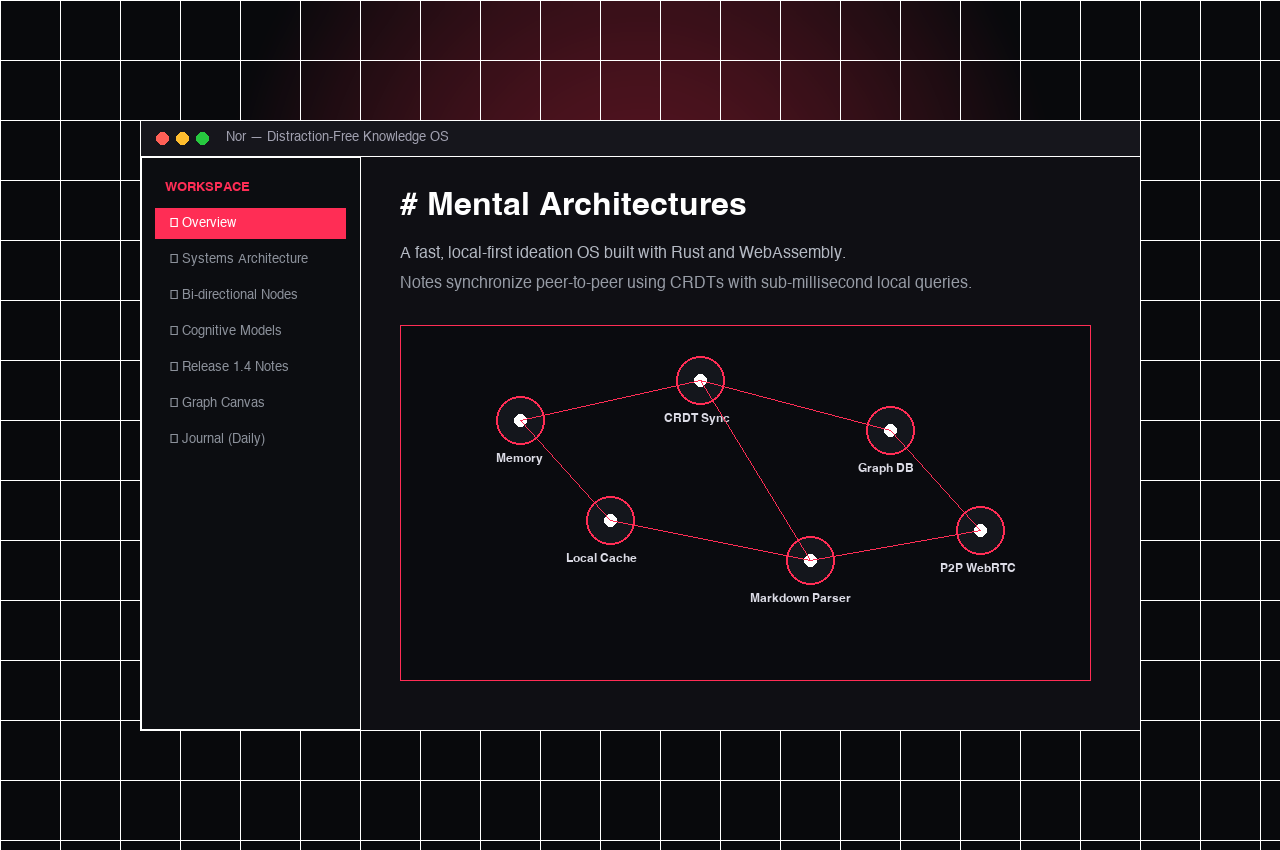 Nor — Distraction-Free Knowledge OS
WORKSPACE
Overview
Systems Architecture
Bi-directional Nodes
Cognitive Models
Release 1.4 Notes
Graph Canvas
Journal (Daily)
# Mental Architectures
A fast, local-first ideation OS built with Rust and WebAssembly.
Notes synchronize peer-to-peer using CRDTs with sub-millisecond local queries.
CRDT Sync
Memory
Graph DB
Local Cache
P2P WebRTC
Markdown Parser